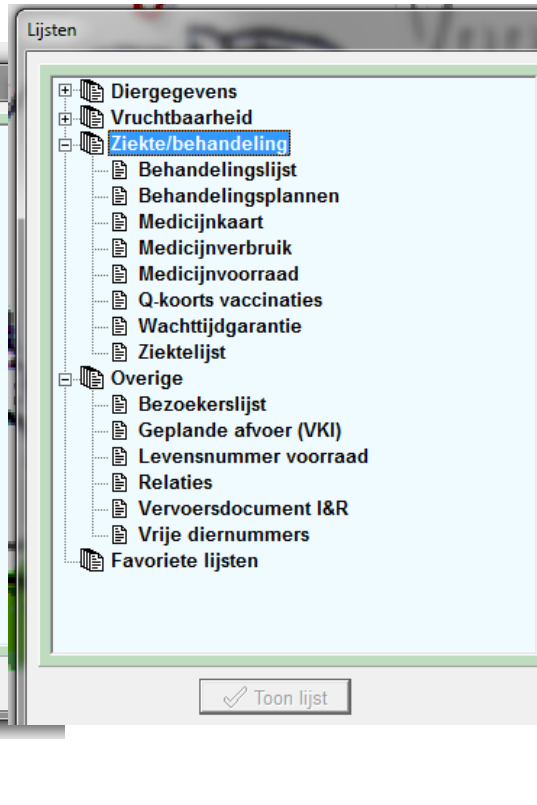 Lijsten
Diergegevens
Vruchtbaarheid
Ziekte/behandeling
Behandelingslijst
Behandelingsplannen
Medicijnkaart
Medicijnverbruik
Medicijnvoorraad
Q-koorts vaccinaties
Wachttijdgarantie
Ziektelijst
Overige
Bezoekerslijst
Geplande afvoer (VKI)
Levensnummer voorraad
Relaties
Vervoersdocument I&R
Vrije diernummers
Favoriete lijsten
Toon lijst